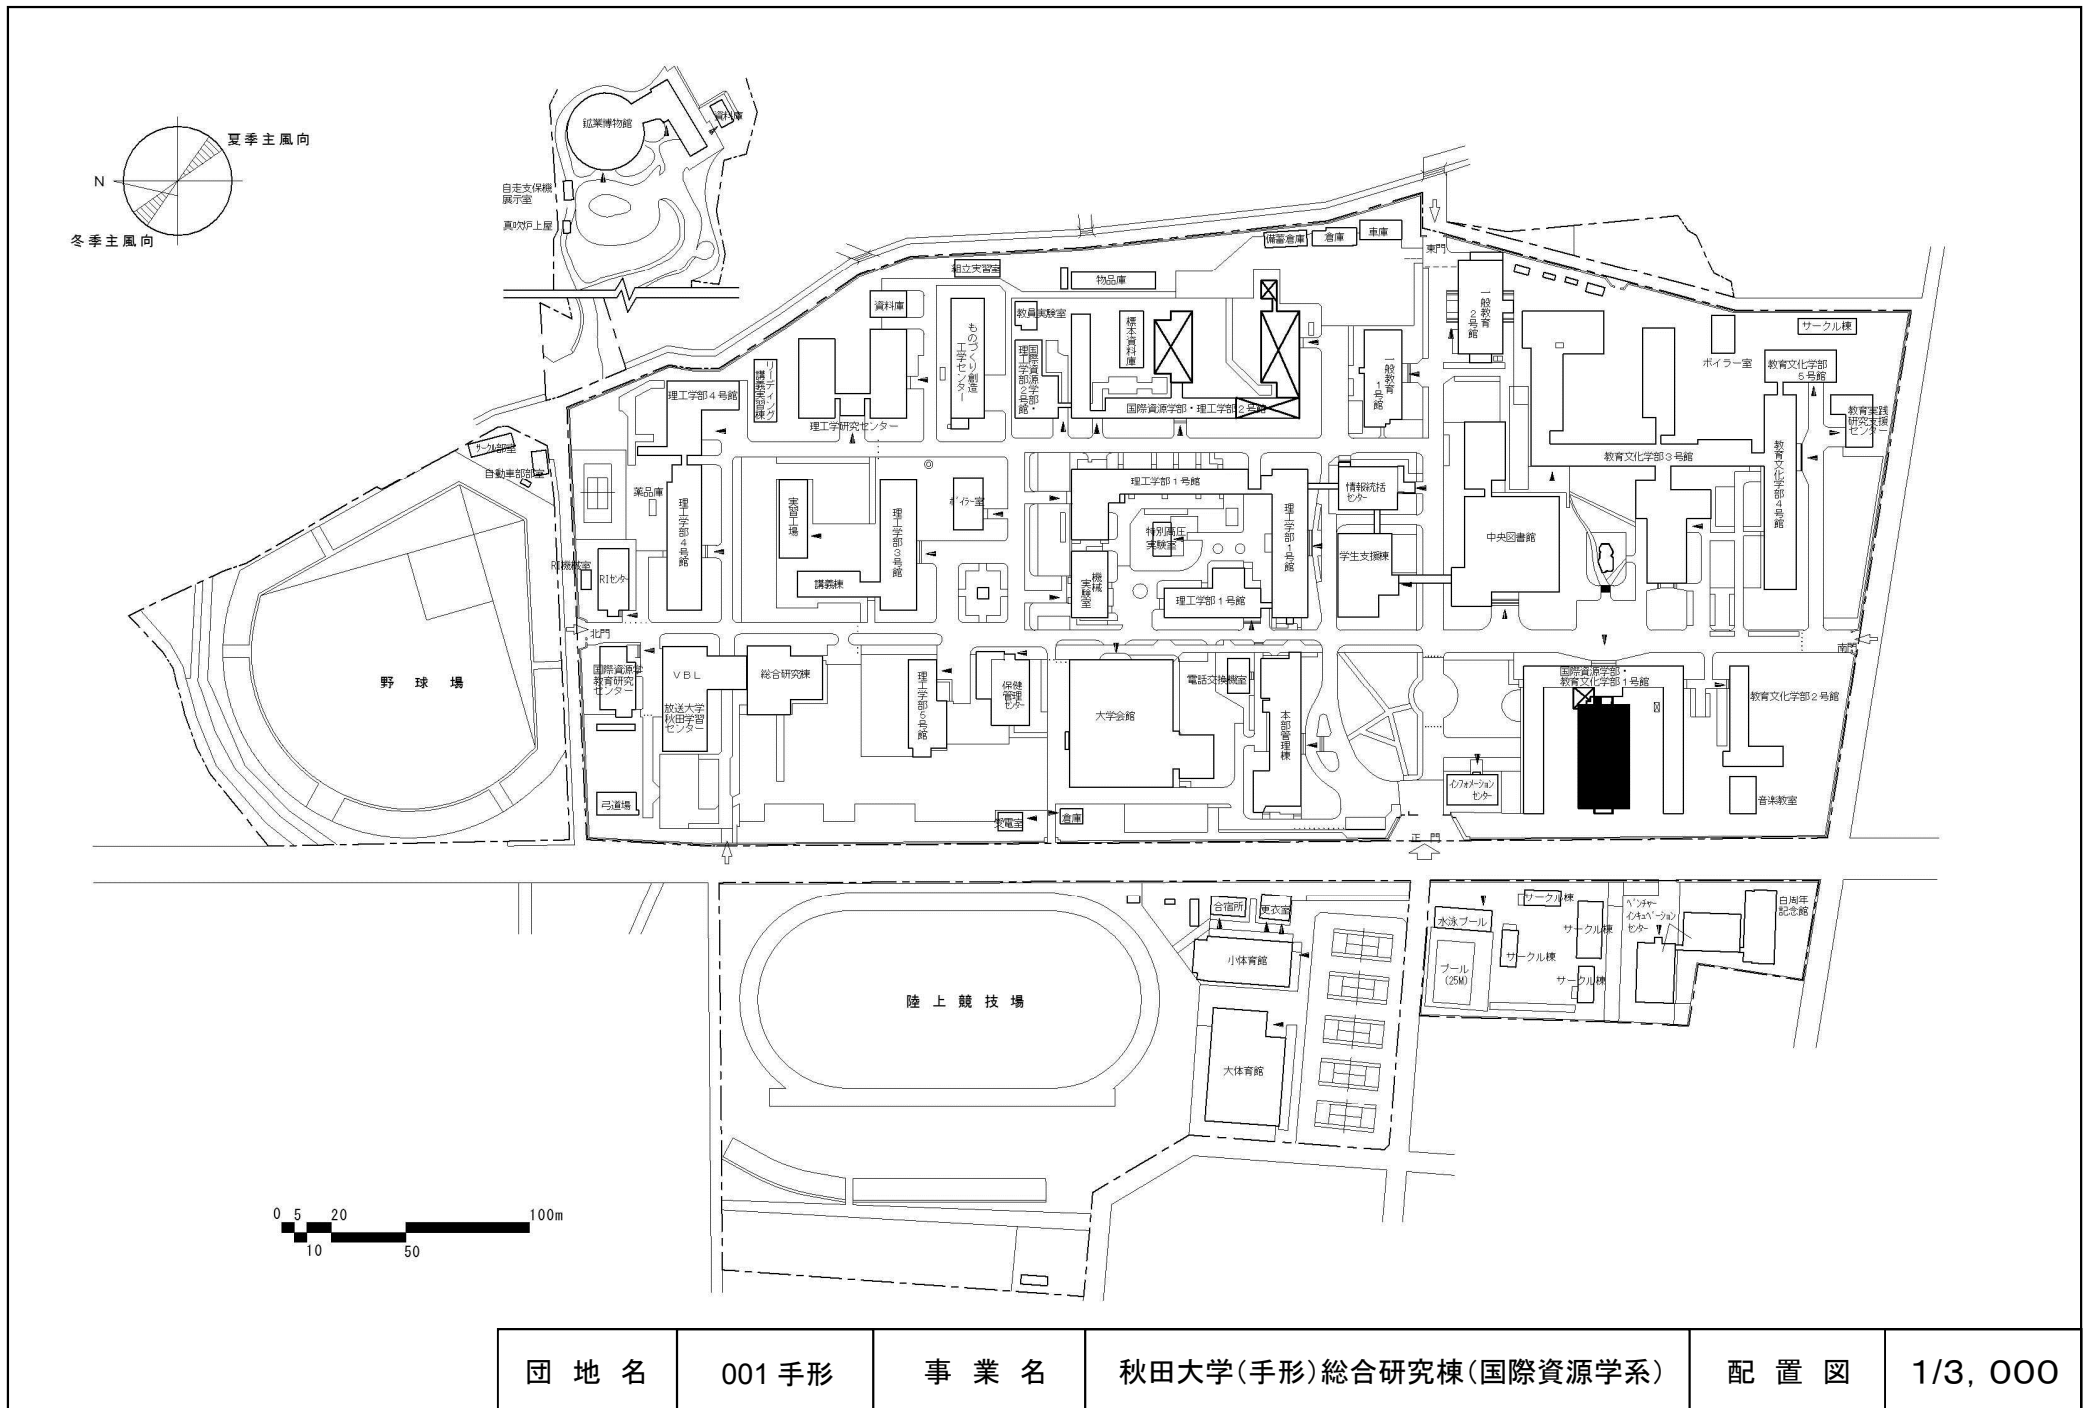 夏季主風向
N
冬季主風向
鉱業博物館
資料庫
自走支保機
展示室
真吹炉上屋
備蓄倉庫
倉庫
車庫
東門
組立実習室
物品庫
資料庫
ものづくり創造
工学センター
教員実験室
国際資源学部・
理工学部2号館
標本資料庫
一般教育
2号館
一般教育
1号館
ボイラー室
サークル棟
教育文化学部
5号館
教育実践
研究支援
センター
リーディング
講義実習棟
理工学部4号館
理工学研究センター
国際資源学部・理工学部2号館
サークル部室
自動車部部室
薬品庫
理工学部4号館
実習工場
理工学部3号館
ボイラー室
理工学部1号館
情報統括
センター
教育文化学部3号館
教育文化学部4号館
特別高圧
実験室
理工学部1号館
学生支援棟
中央図書館
RI機械室
RIセンター
講義棟
機械
実験室
理工学部1号館
北門
南門
国際資源学
教育研究
センター
VBL
総合研究棟
放送大学
秋田学習
センター
理工学部5号館
保健
管理
センター
大学会館
電話交換機室
本部管理棟
国際資源学部・
教育文化学部1号館
教育文化学部2号館
インフォメーション
センター
音楽教室
野球場
弓道場
受電室
倉庫
正門
合宿所
更衣室
小体育館
大体育館
陸上競技場
水泳プール
プール
(25M)
サークル棟
サークル棟
サークル棟
サークル棟
ベンチャー
インキュベーション
センター
百周年
記念館
0 5 20 100m
10 50
団地名 001 手形 事業名 秋田大学(手形)総合研究棟(国際資源学系) 配置図 1/3,000